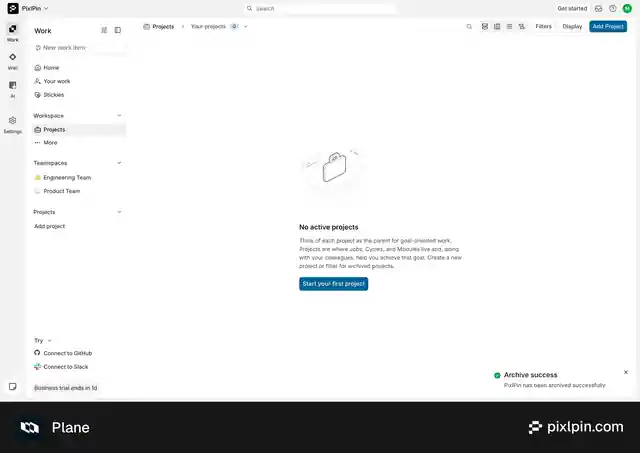 PixlPin
Search
Get started
M
Work
Wiki
AI
Settings
Work
New work item
Home
Your work
Stickies
Workspace
Projects
More
Teamspaces
Engineering Team
Product Team
Projects
Add project
Try
Connect to GitHub
Connect to Slack
Business trial ends in 1d
Projects
Your projects 0
Filters
Display
Add Project
No active projects
Think of each project as the parent for goal-oriented work.
Projects are where Jobs, Cycles, and Modules live and, along
with your colleagues, help you achieve that goal. Create a new
project or filter for archived projects.
Start your first project
Archive success
PixlPin has been archived successfully
Plane
pixlpin.com